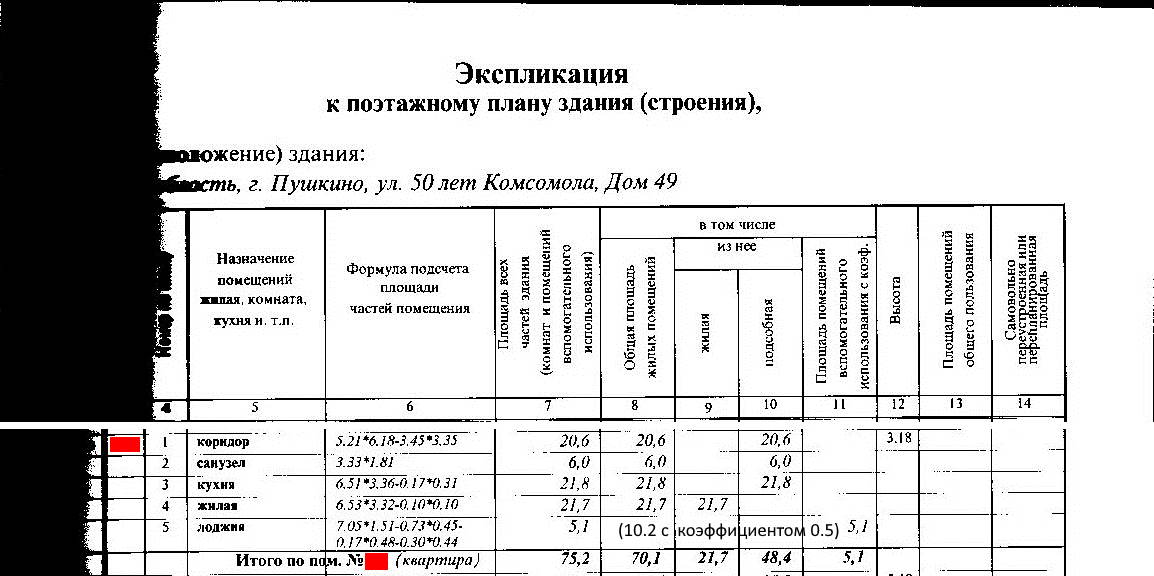 Экспликация
к поэтажному плану здания (строения),
положение) здания:
бласть, г. Пушкино, ул. 50 лет Комсомола, Дом 49
Назначение помещений жилая, комната, кухня и. т.п.
Формула подсчета площади частей помещения
Площадь всех частей здания (комнат и помещений вспомогательного использования)
в том числе
Общая площадь жилых помещений
из нее
жилая
подсобная
Площадь помещений вспомогательного использования с коэф.
Высота
Площадь помещений общего пользования
Самовольно переустроенная или перепланированная площадь
4 5 6 7 8 9 10 11 12 13 14
1 коридор 5.21*6.18-3.45*3.35 20,6 20,6 20,6 3.18
2 санузел 3.33*1.81 6,0 6,0 6,0
3 кухня 6.51*3.36-0.17*0.31 21,8 21,8 21,8
4 жилая 6.53*3.32-0.10*0.10 21,7 21,7 21,7
5 лоджия 7.05*1.51-0.73*0.45- 5,1 (10.2 с коэффициентом 0.5) 5,1
0.17*0.48-0.30*0.44
Итого по пом. № (квартира) 75,2 70,1 21,7 48,4 5,1